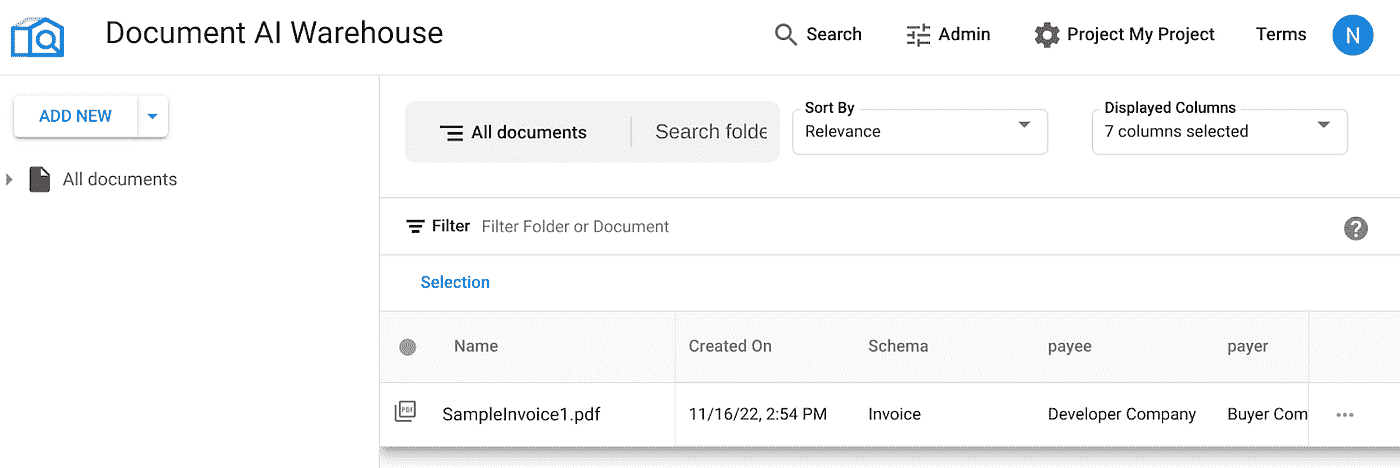 Document AI Warehouse
Search
Admin
Project My Project
Terms
N
ADD NEW
All documents
All documents
Search folde
Sort By
Relevance
Displayed Columns
7 columns selected
Filter
Filter Folder or Document
?
Selection
Name
Created On
Schema
payee
payer
PDF
SampleInvoice1.pdf
11/16/22, 2:54 PM
Invoice
Developer Company
Buyer Com